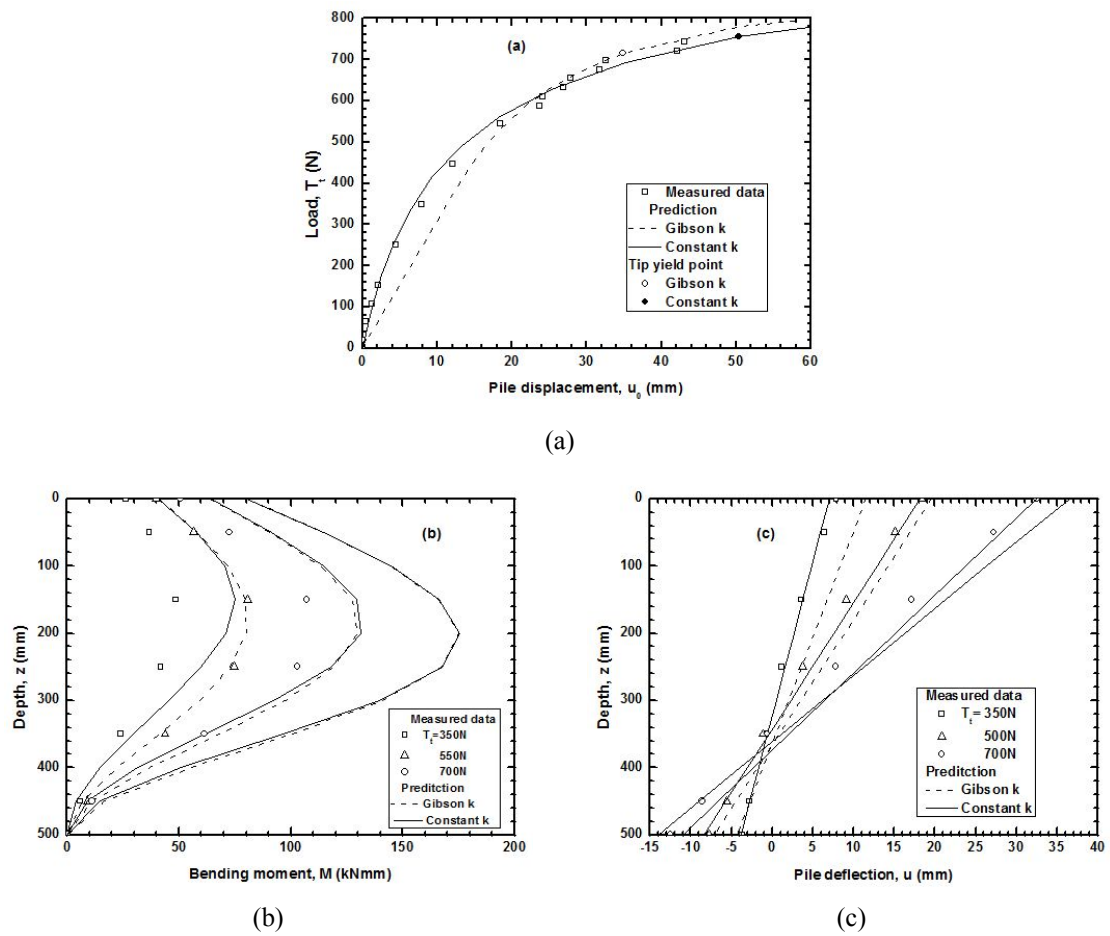 800
700
600
500
400
300
200
100
0
Load, Tt (N)
(a)
Measured data
Prediction
Gibson k
Constant k
Tip yield point
Gibson k
Constant k
0 10 20 30 40 50 60
Pile displacement, u0 (mm)
(a)
0
100
200
300
400
500
Depth, z (mm)
(b)
Measured data
Tt = 350N
550N
700N
Preditction
Gibson k
Constant k
0 50 100 150 200
Bending moment, M (kNmm)
(b)
0
100
200
300
400
500
Depth, z (mm)
(c)
Measured data
Tt = 350N
500N
700N
Preditction
Gibson k
Constant k
-15 -10 -5 0 5 10 15 20 25 30 35 40
Pile deflection, u (mm)
(c)